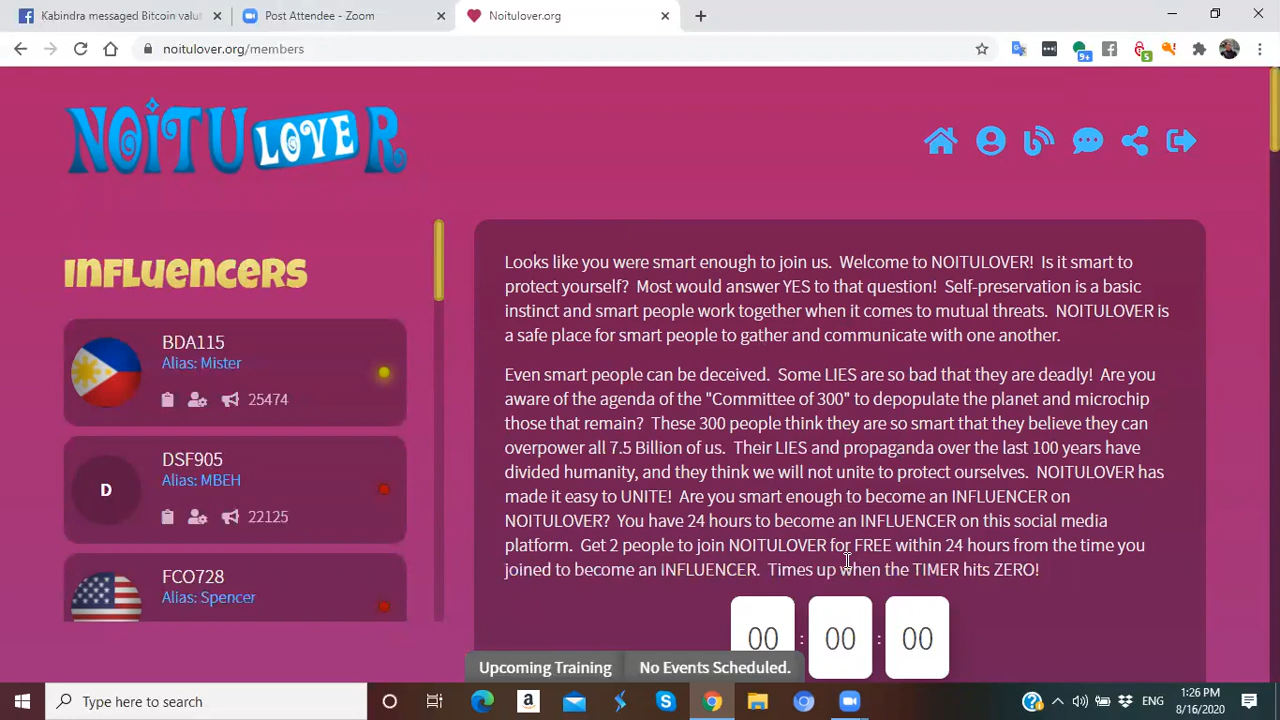 Kabindra messaged Bitcoin valut
Post Attendee - Zoom
Noitulover.org
noitulover.org/members
9+
5
NOiTU LOVE R
INFLUENCERS
BDA115
Alias: Mister
25474
DSF905
Alias: MBEH
D
22125
FCO728
Alias: Spencer
Looks like you were smart enough to join us. Welcome to NOITULOVER! Is it smart to
protect yourself? Most would answer YES to that question! Self-preservation is a basic
instinct and smart people work together when it comes to mutual threats. NOITULOVER is
a safe place for smart people to gather and communicate with one another.
Even smart people can be deceived. Some LIES are so bad that they are deadly! Are you
aware of the agenda of the "Committee of 300" to depopulate the planet and microchip
those that remain? These 300 people think they are so smart that they believe they can
overpower all 7.5 Billion of us. Their LIES and propaganda over the last 100 years have
divided humanity, and they think we will not unite to protect ourselves. NOITULOVER has
made it easy to UNITE! Are you smart enough to become an INFLUENCER on
NOITULOVER? You have 24 hours to become an INFLUENCER on this social media
platform. Get 2 people to join NOITULOVER for FREE within 24 hours from the time you
joined to become an INFLUENCER. Times up when the TIMER hits ZERO!
00 : 00 : 00
Upcoming Training No Events Scheduled.
Type here to search
ENG
1:26 PM
8/16/2020